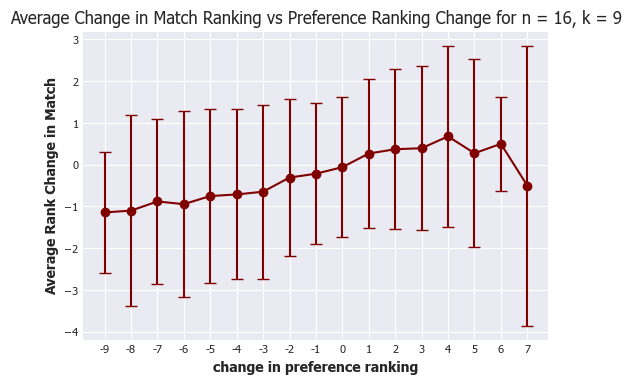 Average Change in Match Ranking vs Preference Ranking Change for n = 16, k = 9
Average Rank Change in Match
3
2
1
0
−1
−2
−3
−4
-9 -8 -7 -6 -5 -4 -3 -2 -1 0 1 2 3 4 5 6 7
change in preference ranking